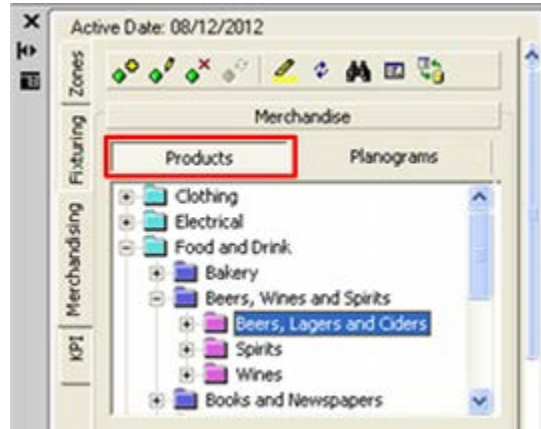 Active Date: 08/12/2012
Zones
Fixturing
Merchandising
KPI
Merchandise
Products
Planograms
Clothing
Electrical
Food and Drink
Bakery
Beers, Wines and Spirits
Beers, Lagers and Ciders
Spirits
Wines
Books and Newspapers